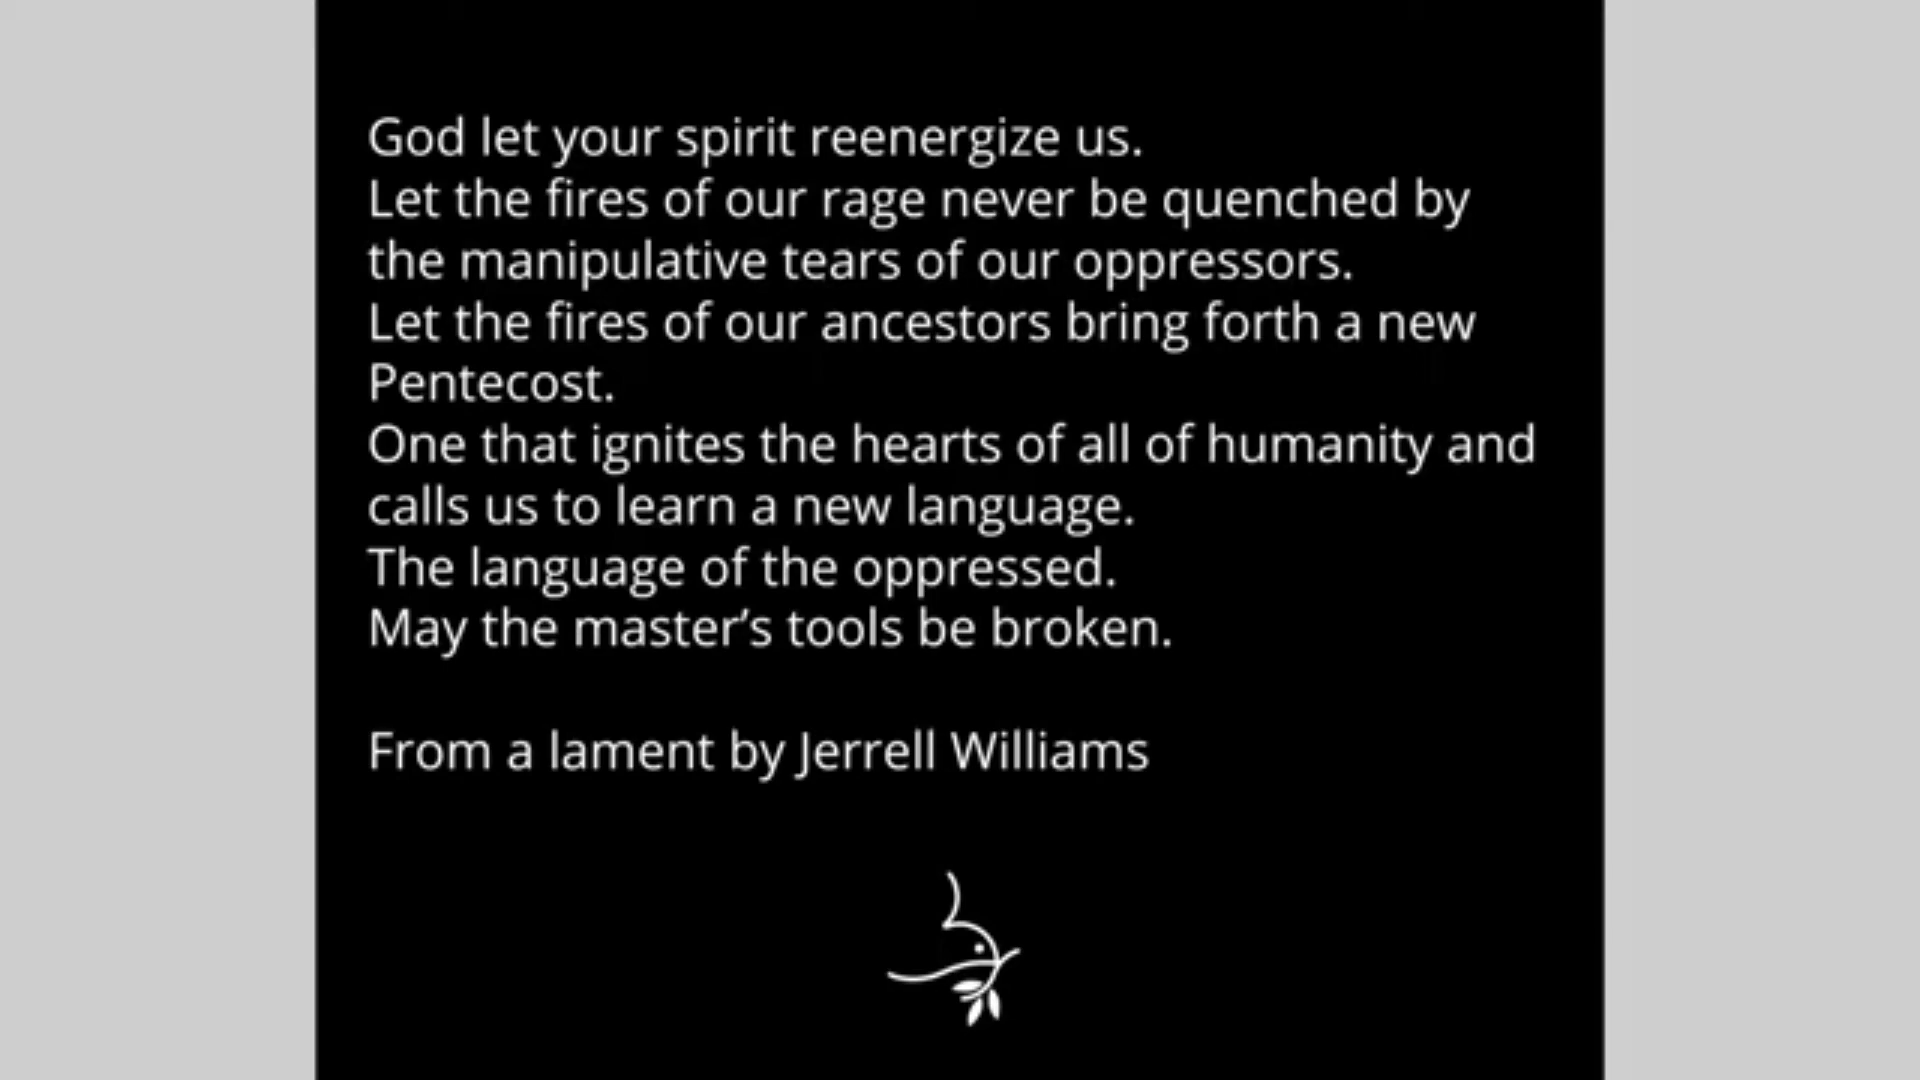 God let your spirit reenergize us.
Let the fires of our rage never be quenched by
the manipulative tears of our oppressors.
Let the fires of our ancestors bring forth a new
Pentecost.
One that ignites the hearts of all of humanity and
calls us to learn a new language.
The language of the oppressed.
May the master’s tools be broken.
From a lament by Jerrell Williams